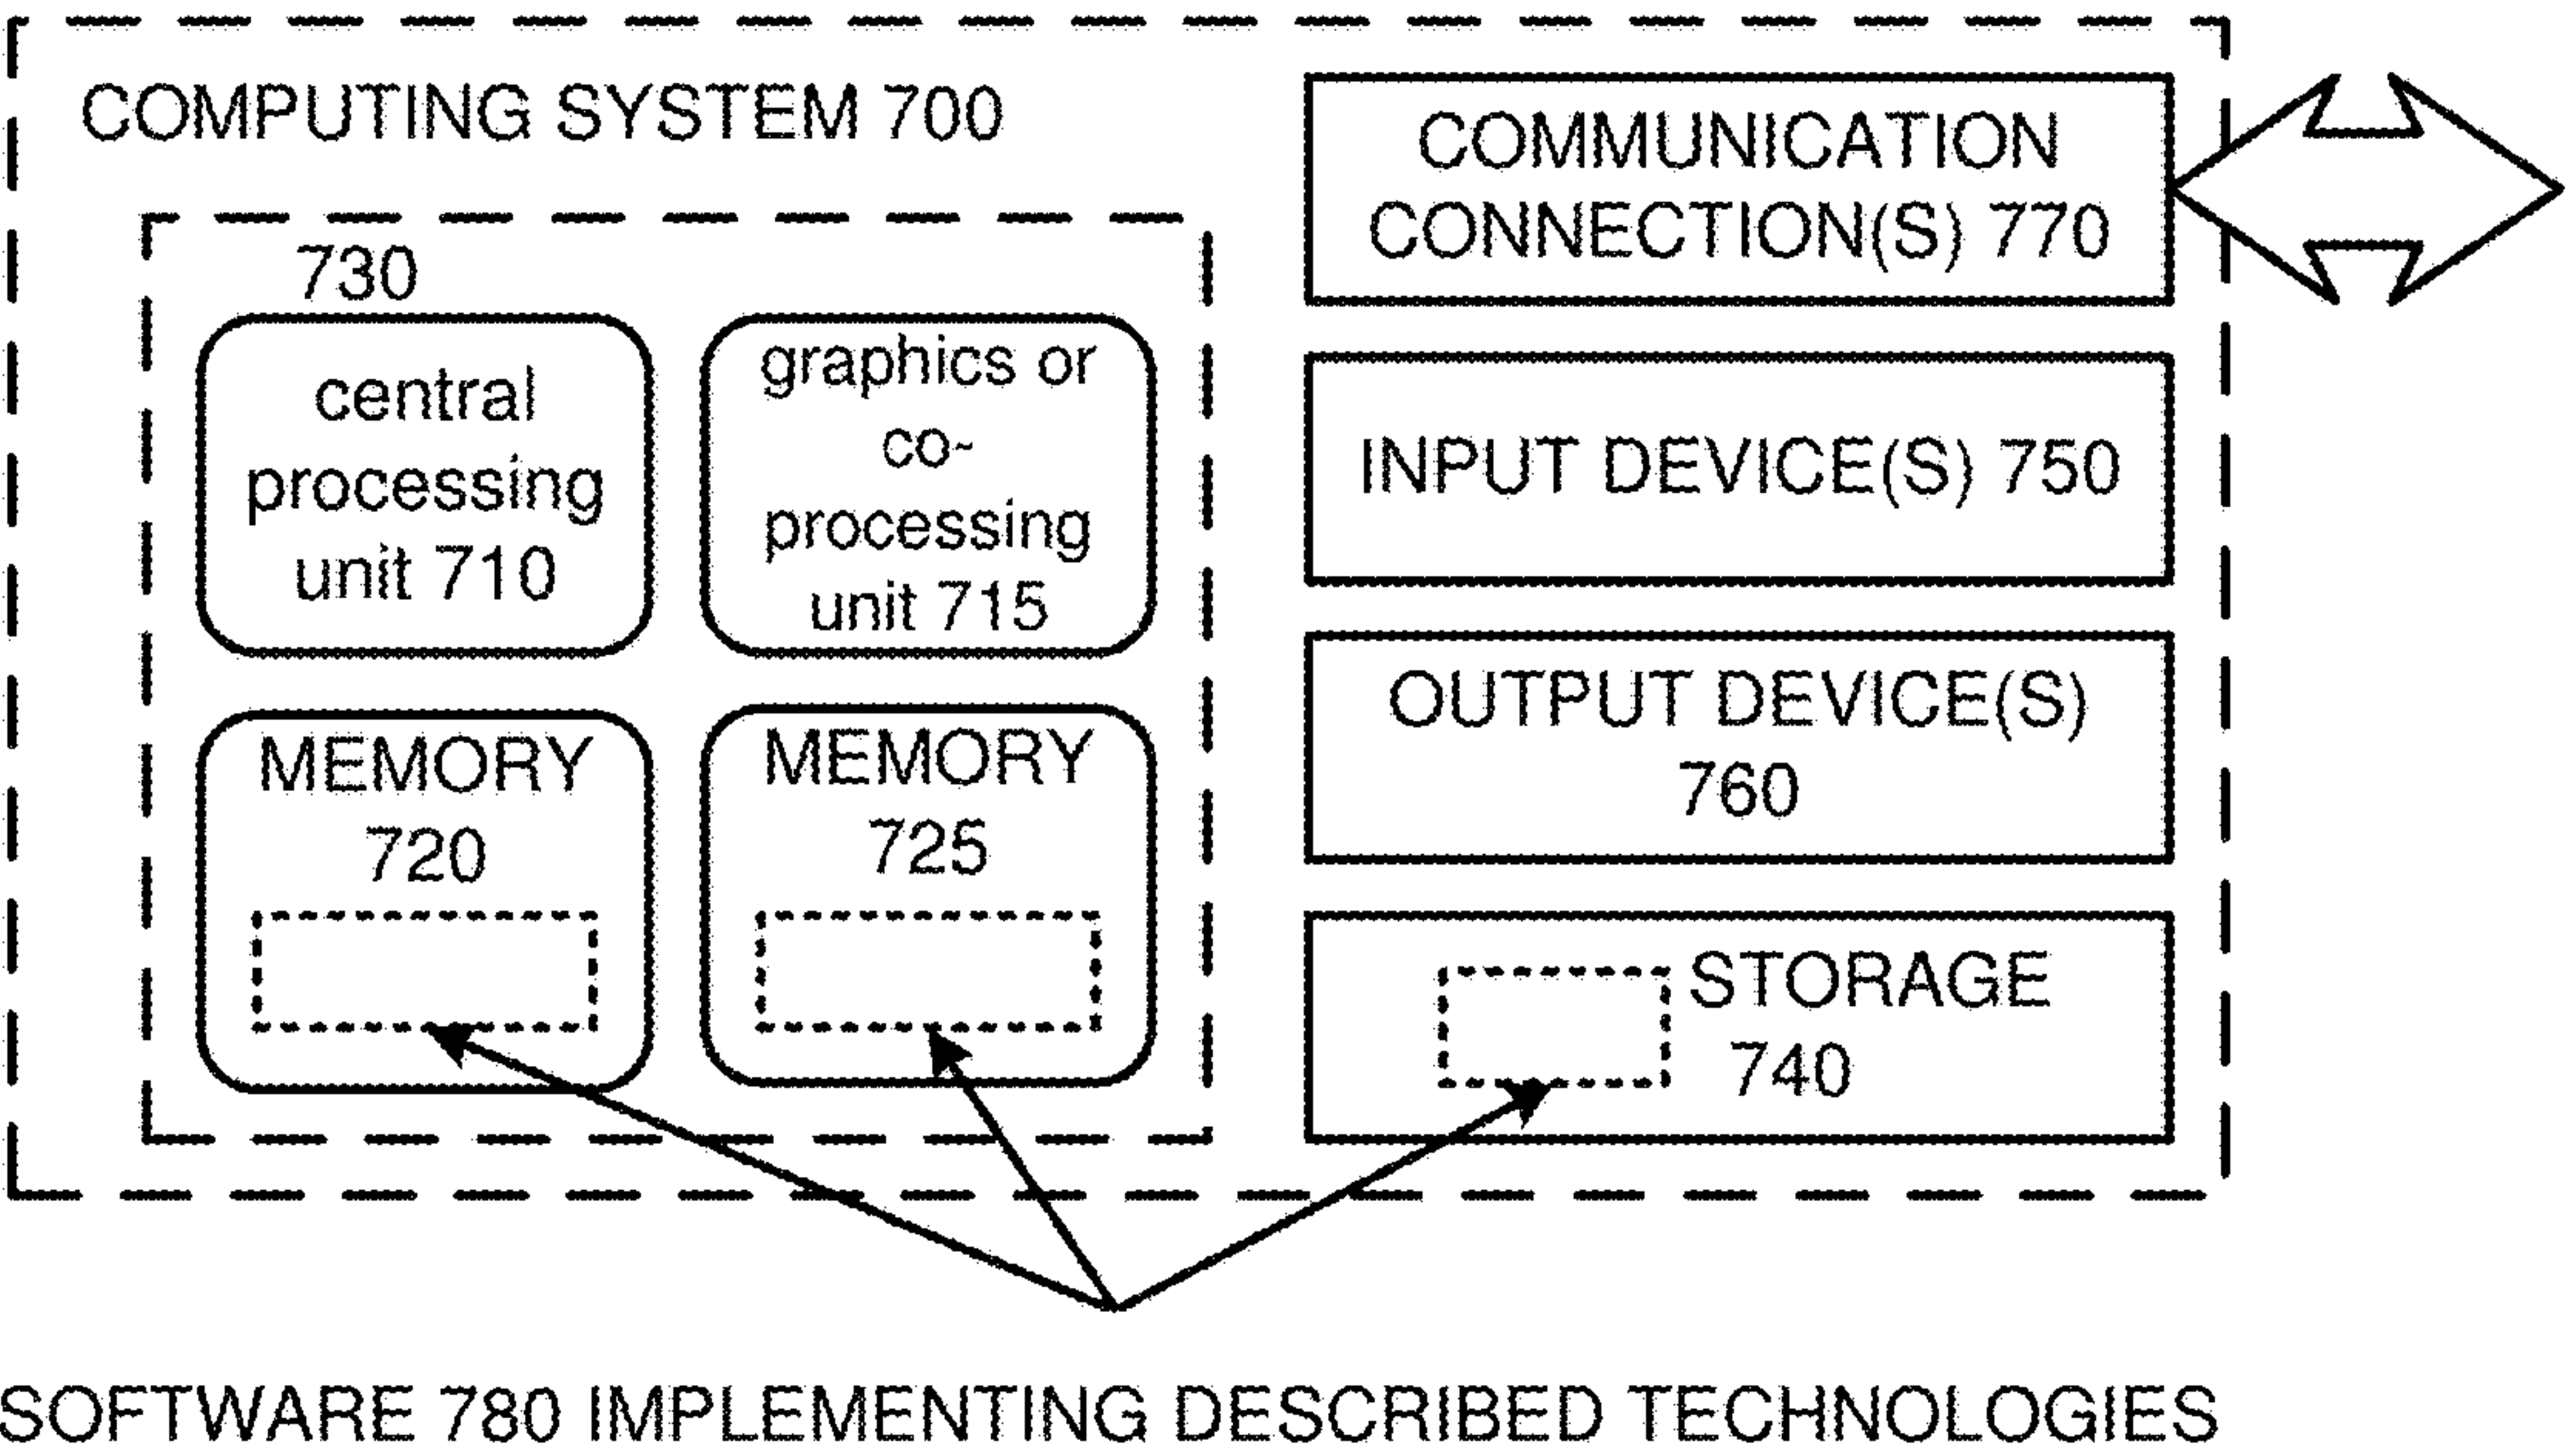 COMPUTING SYSTEM 700
730
central
processing
unit 710
graphics or
co-
processing
unit 715
MEMORY
720
MEMORY
725
COMMUNICATION
CONNECTION(S) 770
INPUT DEVICE(S) 750
OUTPUT DEVICE(S)
760
STORAGE
740
SOFTWARE 780 IMPLEMENTING DESCRIBED TECHNOLOGIES